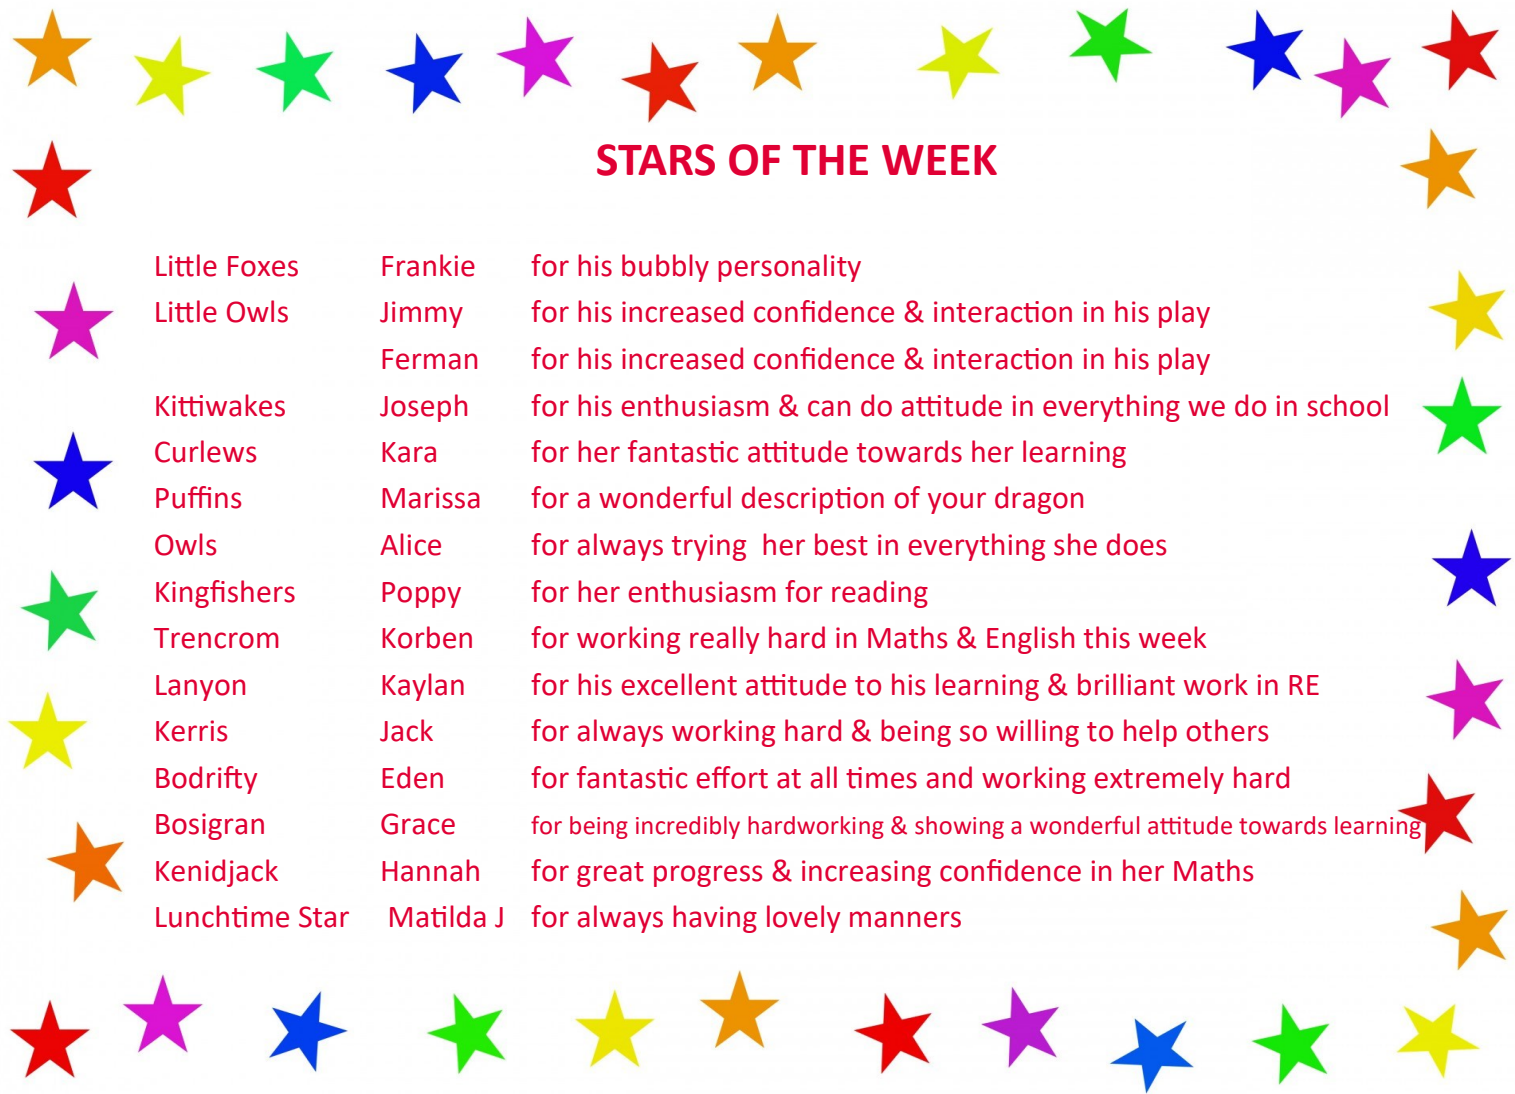 STARS OF THE WEEK
Little Foxes Frankie for his bubbly personality
Little Owls Jimmy for his increased confidence & interaction in his play
Ferman for his increased confidence & interaction in his play
Kittiwakes Joseph for his enthusiasm & can do attitude in everything we do in school
Curlews Kara for her fantastic attitude towards her learning
Puffins Marissa for a wonderful description of your dragon
Owls Alice for always trying her best in everything she does
Kingfishers Poppy for her enthusiasm for reading
Trencrom Korben for working really hard in Maths & English this week
Lanyon Kaylan for his excellent attitude to his learning & brilliant work in RE
Kerris Jack for always working hard & being so willing to help others
Bodrifty Eden for fantastic effort at all times and working extremely hard
Bosigran Grace for being incredibly hardworking & showing a wonderful attitude towards learning
Kenidjack Hannah for great progress & increasing confidence in her Maths
Lunchtime Star Matilda J for always having lovely manners